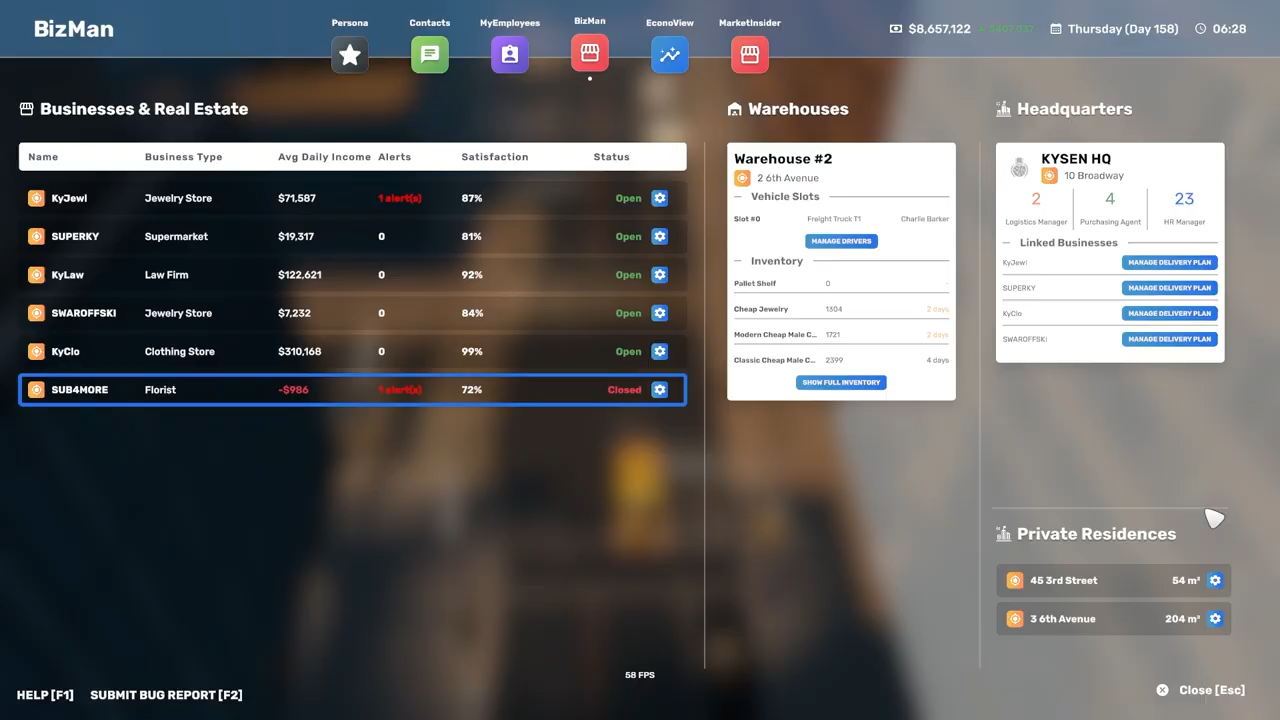 BizMan
Persona
Contacts
MyEmployees
BizMan
EconoView
MarketInsider
$8,657,122
Thursday (Day 158)
06:28
Businesses & Real Estate
Name Business Type Avg Daily Income Alerts Satisfaction Status
KyJewl Jewelry Store $71,587 1 alert(s) 87% Open
SUPERKY Supermarket $19,317 0 81% Open
KyLaw Law Firm $122,621 0 92% Open
SWAROFFSKI Jewelry Store $7,232 0 84% Open
KyClo Clothing Store $310,168 0 99% Open
SUB4MORE Florist -$986 1 alert(s) 72% Closed
Warehouses
Warehouse #2
2 6th Avenue
Vehicle Slots
Slot #0 Freight Truck T1 Charlie Barker
MANAGE DRIVERS
Inventory
Pallet Shelf 0 -
Cheap Jewelry 1304 2 days
Modern Cheap Male C... 1721 2 days
Classic Cheap Male C... 2399 4 days
SHOW FULL INVENTORY
Headquarters
KYSEN HQ
10 Broadway
2 4 23
Logistics Manager Purchasing Agent HR Manager
Linked Businesses
KyJewl MANAGE DELIVERY PLAN
SUPERKY MANAGE DELIVERY PLAN
KyClo MANAGE DELIVERY PLAN
SWAROFFSKI MANAGE DELIVERY PLAN
Private Residences
45 3rd Street 54 m²
3 6th Avenue 204 m²
58 FPS
HELP [F1] SUBMIT BUG REPORT [F2]
Close [Esc]